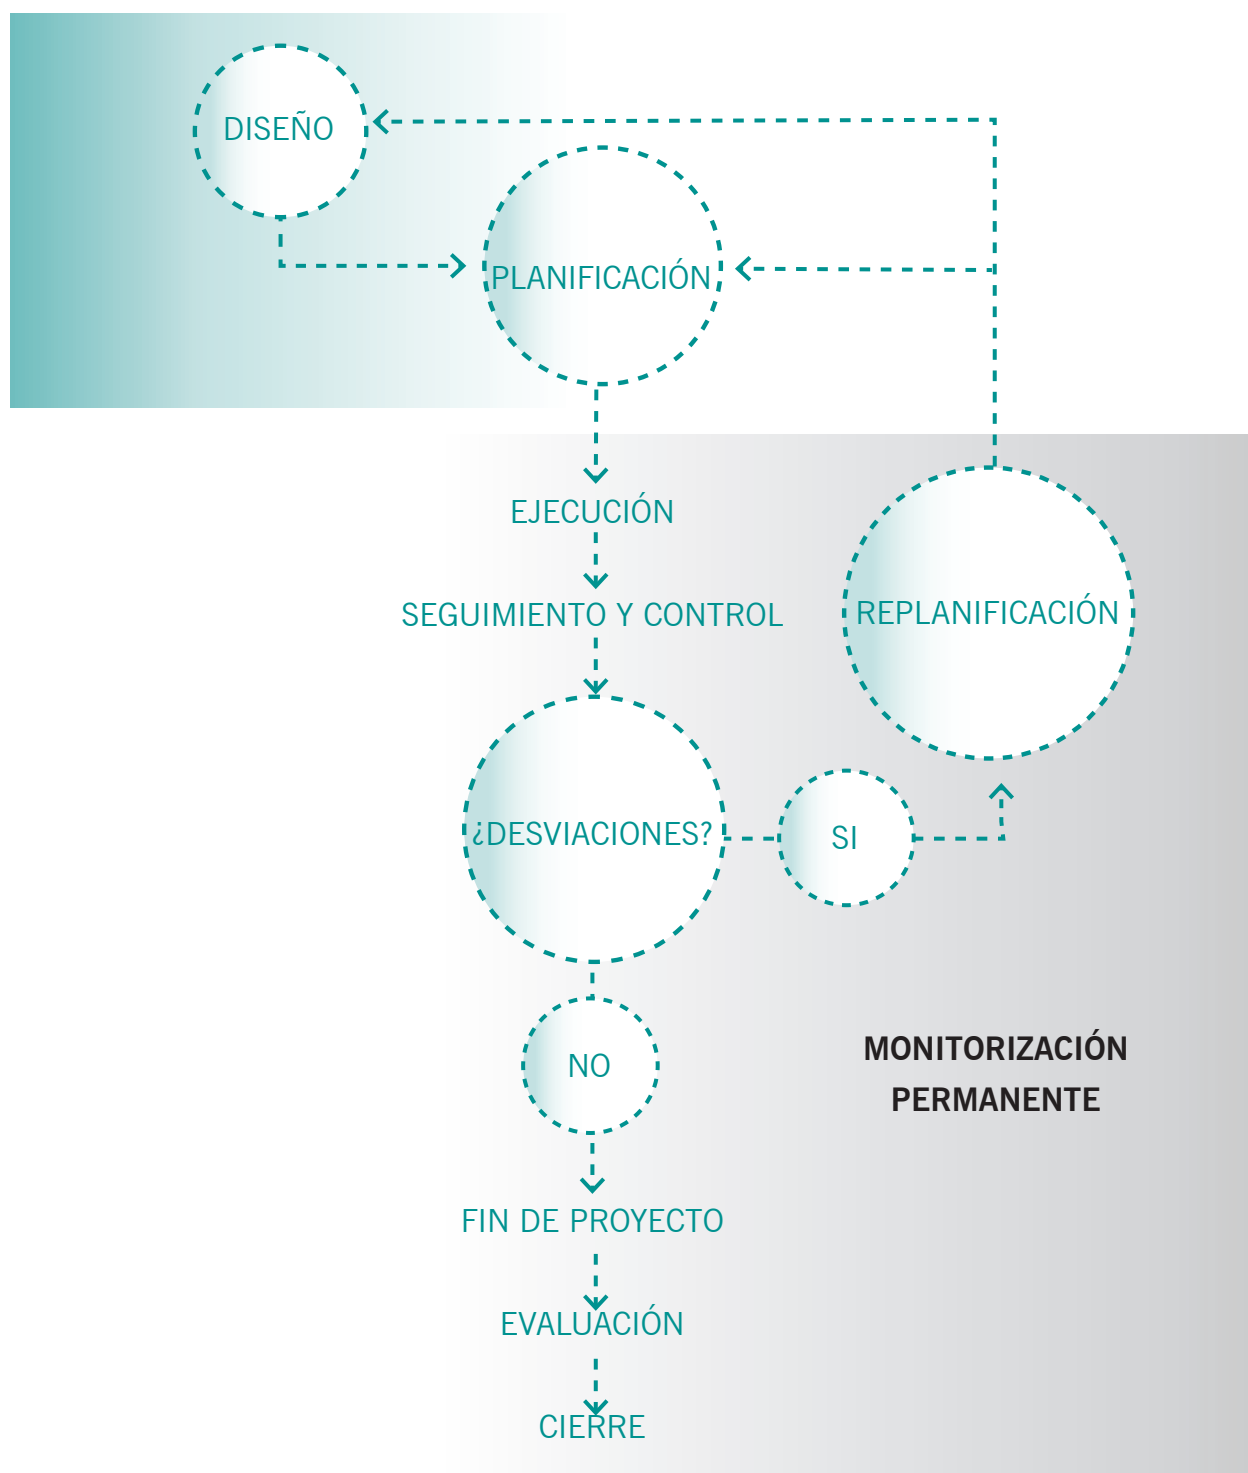 DISEÑO
PLANIFICACIÓN
EJECUCIÓN
SEGUIMIENTO Y CONTROL
REPLANIFICACIÓN
¿DESVIACIONES?
SI
NO
MONITORIZACIÓN
PERMANENTE
FIN DE PROYECTO
EVALUACIÓN
CIERRE